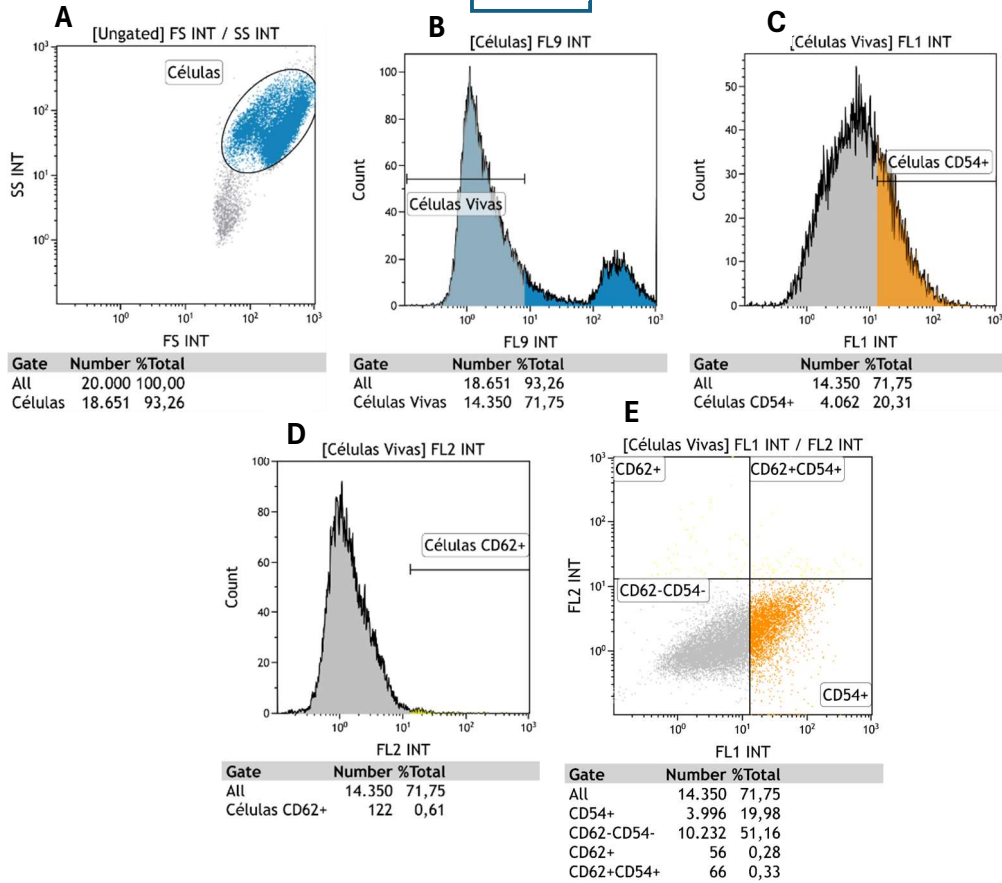 A
[Ungated] FS INT / SS INT
Células
10³
10²
10¹
10⁰
SS INT
10⁰ 10¹ 10² 10³
FS INT
Gate Number %Total
All 20.000 100,00
Células 18.651 93,26
B
[Células] FL9 INT
100
80
60
40
20
0
Count
Células Vivas
10⁰ 10¹ 10² 10³
FL9 INT
Gate Number %Total
All 18.651 93,26
Células Vivas 14.350 71,75
C
[Células Vivas] FL1 INT
50
40
30
20
10
0
Count
Células CD54+
10⁰ 10¹ 10² 10³
FL1 INT
Gate Number %Total
All 14.350 71,75
Células CD54+ 4.062 20,31
D
[Células Vivas] FL2 INT
100
80
60
40
20
0
Count
Células CD62+
10⁰ 10¹ 10² 10³
FL2 INT
Gate Number %Total
All 14.350 71,75
Células CD62+ 122 0,61
E
[Células Vivas] FL1 INT / FL2 INT
CD62+ CD62+CD54+
CD62-CD54-
CD54+
10³
10²
10¹
10⁰
FL2 INT
10⁰ 10¹ 10² 10³
FL1 INT
Gate Number %Total
All 14.350 71,75
CD54+ 3.996 19,98
CD62-CD54- 10.232 51,16
CD62+ 56 0,28
CD62+CD54+ 66 0,33